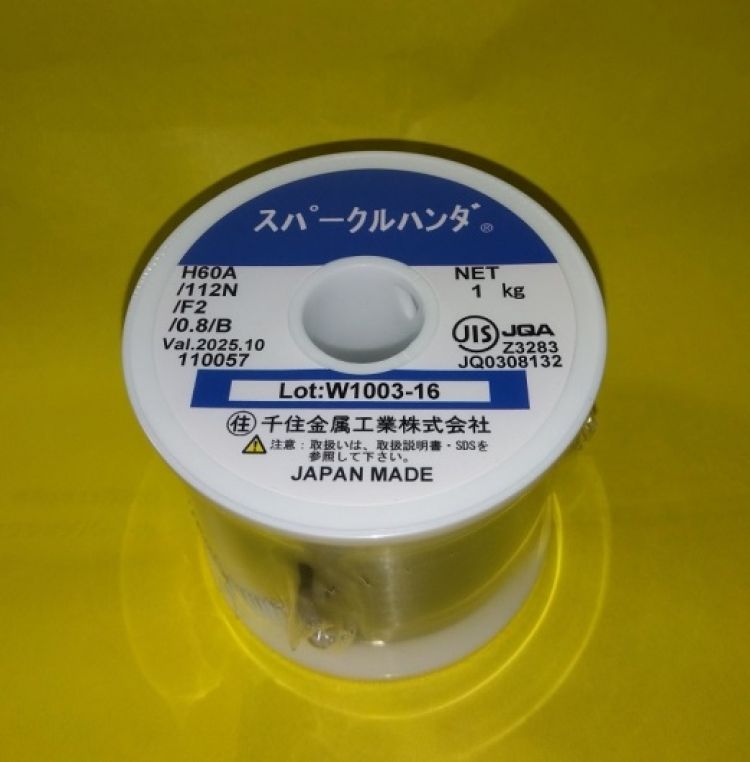 スパークルハンダ®
H60A
/112N
/F2
/0.8/B
Val.2025.10
110057
NET
1 kg
JIS JQA
Z3283
JQ0308132
Lot:W1003-16
住 千住金属工業株式会社
注意：取扱いは、取扱説明書・SDSを
参照して下さい。
JAPAN MADE